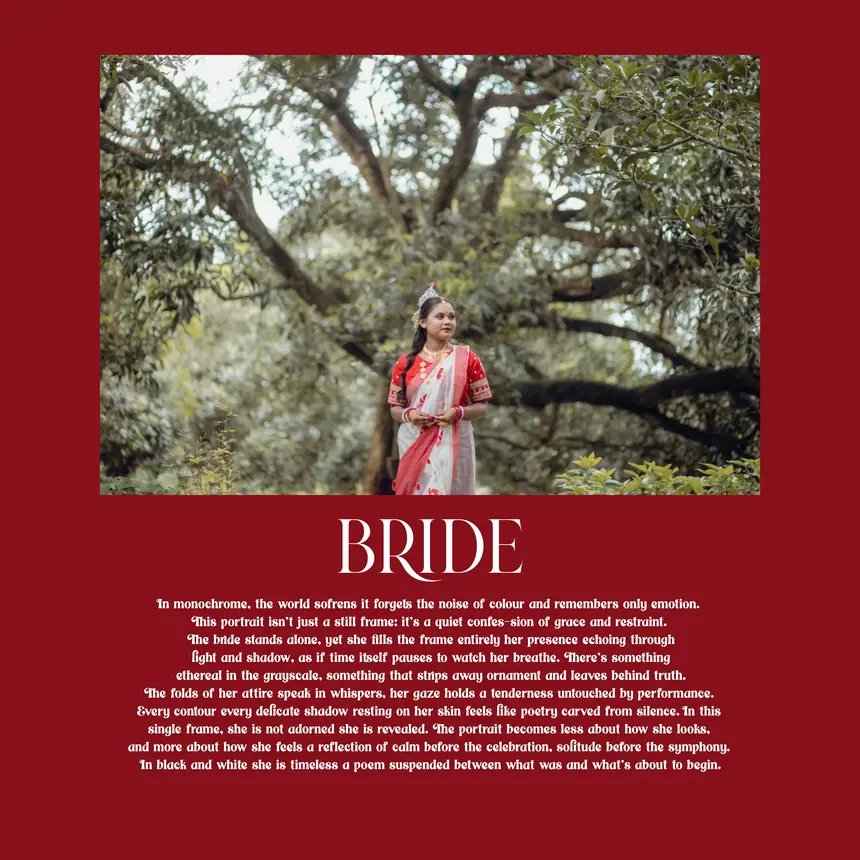 BRIDE
In monochrome, the world sofrens it forgets the noise of colour and remembers only emotion.
This portrait isn't just a still frame: it's a quiet confes-sion of grace and restraint.
The bride stands alone, yet she fills the frame entirely her presence echoing through
light and shadow, as if time itself pauses to watch her breathe. There's something
ethereal in the grayscale, something that strips away ornament and leaves behind truth.
The folds of her attire speak in whispers, her gaze holds a tenderness untouched by performance.
Every contour every delicate shadow resting on her skin feels like poetry carved from silence. In this
single frame, she is not adorned she is revealed. The portrait becomes less about how she looks,
and more about how she feels a reflection of calm before the celebration, solitude before the symphony.
In black and white she is timeless a poem suspended between what was and what's about to begin.